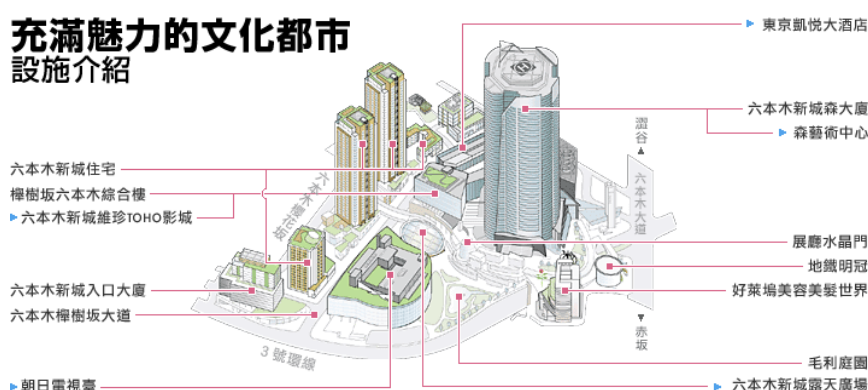 充滿魅力的文化都市
設施介紹
東京凱悦大酒店
六本木新城森大廈
森藝術中心
澀谷
六本木大道
六本木新城住宅
櫸樹坂六本木綜合樓
六本木新城維珍TOHO影城
六本木櫻花坂
展廳水晶門
地鐵明冠
好萊塢美容美髮世界
六本木新城入口大廈
六本木櫸樹坂大道
3號環線
赤坂
毛利庭園
朝日電視臺
六本木新城露天廣場